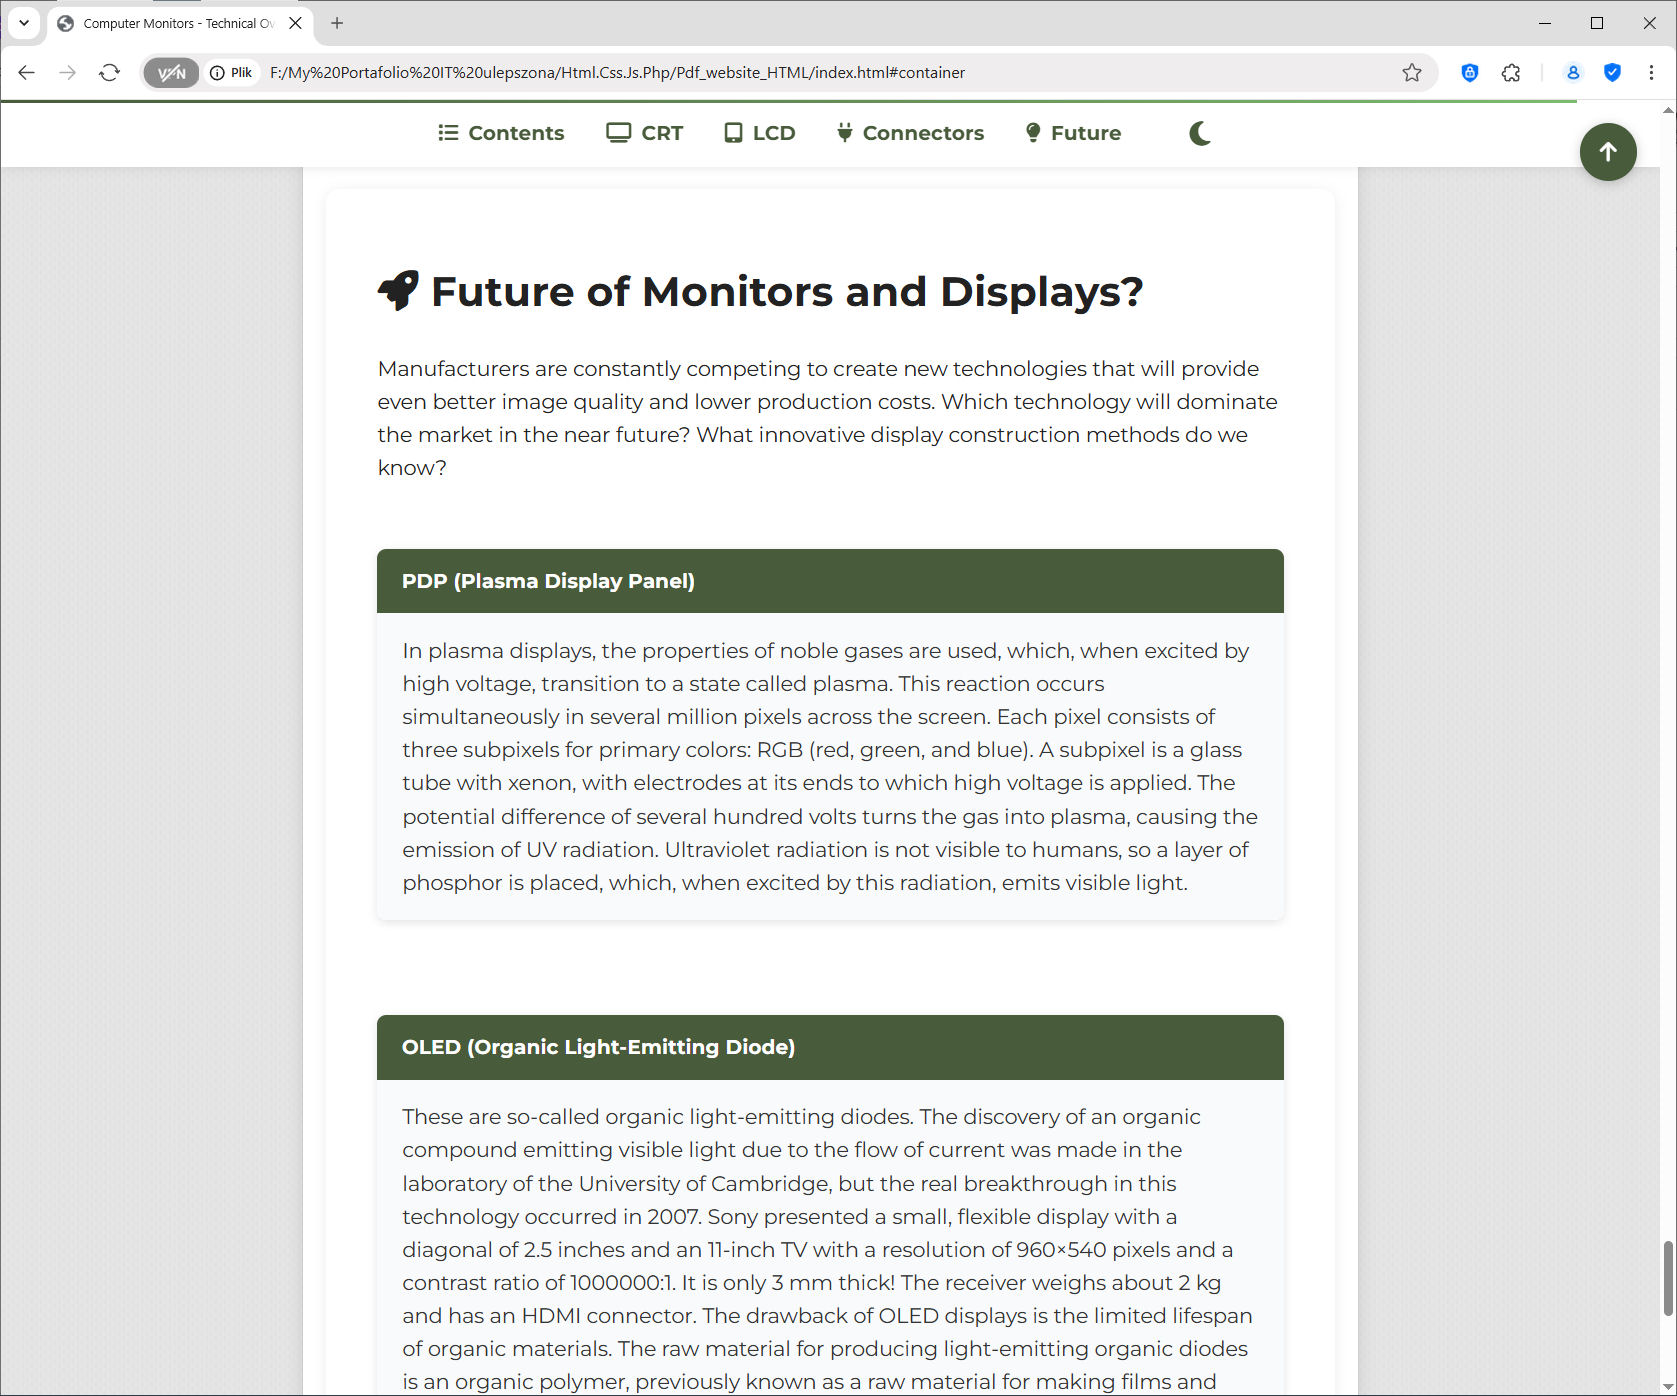 Computer Monitors - Technical Ov
VPN
Plik
F:/My%20Portafolio%20IT%20ulepszona/Html.Css.Js.Php/Pdf_website_HTML/index.html#container
Contents
CRT
LCD
Connectors
Future
Future of Monitors and Displays?
Manufacturers are constantly competing to create new technologies that will provide
even better image quality and lower production costs. Which technology will dominate
the market in the near future? What innovative display construction methods do we
know?
PDP (Plasma Display Panel)
In plasma displays, the properties of noble gases are used, which, when excited by
high voltage, transition to a state called plasma. This reaction occurs
simultaneously in several million pixels across the screen. Each pixel consists of
three subpixels for primary colors: RGB (red, green, and blue). A subpixel is a glass
tube with xenon, with electrodes at its ends to which high voltage is applied. The
potential difference of several hundred volts turns the gas into plasma, causing the
emission of UV radiation. Ultraviolet radiation is not visible to humans, so a layer of
phosphor is placed, which, when excited by this radiation, emits visible light.
OLED (Organic Light-Emitting Diode)
These are so-called organic light-emitting diodes. The discovery of an organic
compound emitting visible light due to the flow of current was made in the
laboratory of the University of Cambridge, but the real breakthrough in this
technology occurred in 2007. Sony presented a small, flexible display with a
diagonal of 2.5 inches and an 11-inch TV with a resolution of 960×540 pixels and a
contrast ratio of 1000000:1. It is only 3 mm thick! The receiver weighs about 2 kg
and has an HDMI connector. The drawback of OLED displays is the limited lifespan
of organic materials. The raw material for producing light-emitting organic diodes
is an organic polymer, previously known as a raw material for making films and